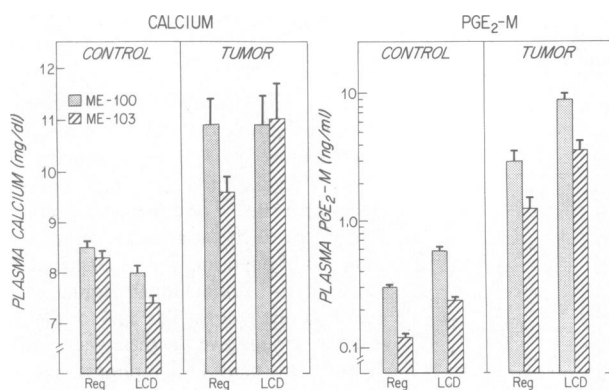 CALCIUM
PGE₂-M
CONTROL
TUMOR
CONTROL
TUMOR
ME-100
ME-103
PLASMA CALCIUM (mg/dl)
12
11
10
9
8
7
Reg
LCD
Reg
LCD
PLASMA PGE₂-M (ng/ml)
10
1.0
0.1
Reg
LCD
Reg
LCD